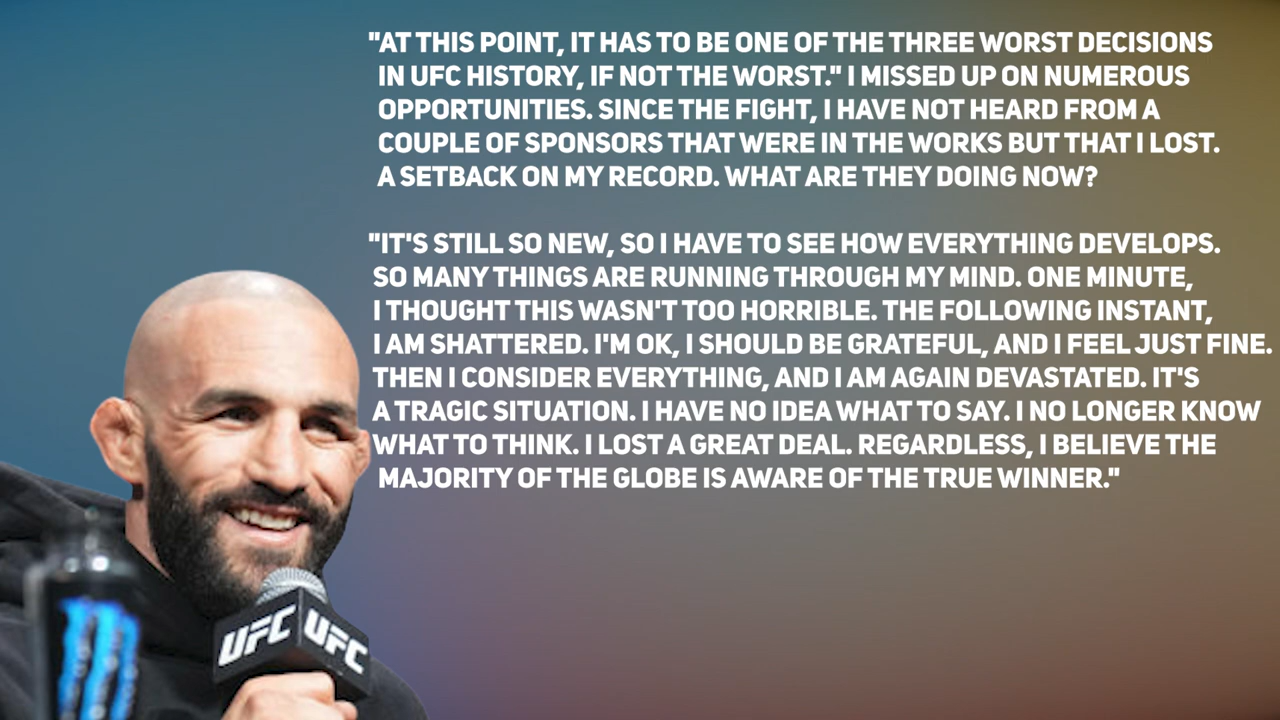 "AT THIS POINT, IT HAS TO BE ONE OF THE THREE WORST DECISIONS
IN UFC HISTORY, IF NOT THE WORST." I MISSED UP ON NUMEROUS
OPPORTUNITIES. SINCE THE FIGHT, I HAVE NOT HEARD FROM A
COUPLE OF SPONSORS THAT WERE IN THE WORKS BUT THAT I LOST.
A SETBACK ON MY RECORD. WHAT ARE THEY DOING NOW?
"IT'S STILL SO NEW, SO I HAVE TO SEE HOW EVERYTHING DEVELOPS.
SO MANY THINGS ARE RUNNING THROUGH MY MIND. ONE MINUTE,
I THOUGHT THIS WASN'T TOO HORRIBLE. THE FOLLOWING INSTANT,
I AM SHATTERED. I'M OK, I SHOULD BE GRATEFUL, AND I FEEL JUST FINE.
THEN I CONSIDER EVERYTHING, AND I AM AGAIN DEVASTATED. IT'S
A TRAGIC SITUATION. I HAVE NO IDEA WHAT TO SAY. I NO LONGER KNOW
WHAT TO THINK. I LOST A GREAT DEAL. REGARDLESS, I BELIEVE THE
MAJORITY OF THE GLOBE IS AWARE OF THE TRUE WINNER."
UFC UFC